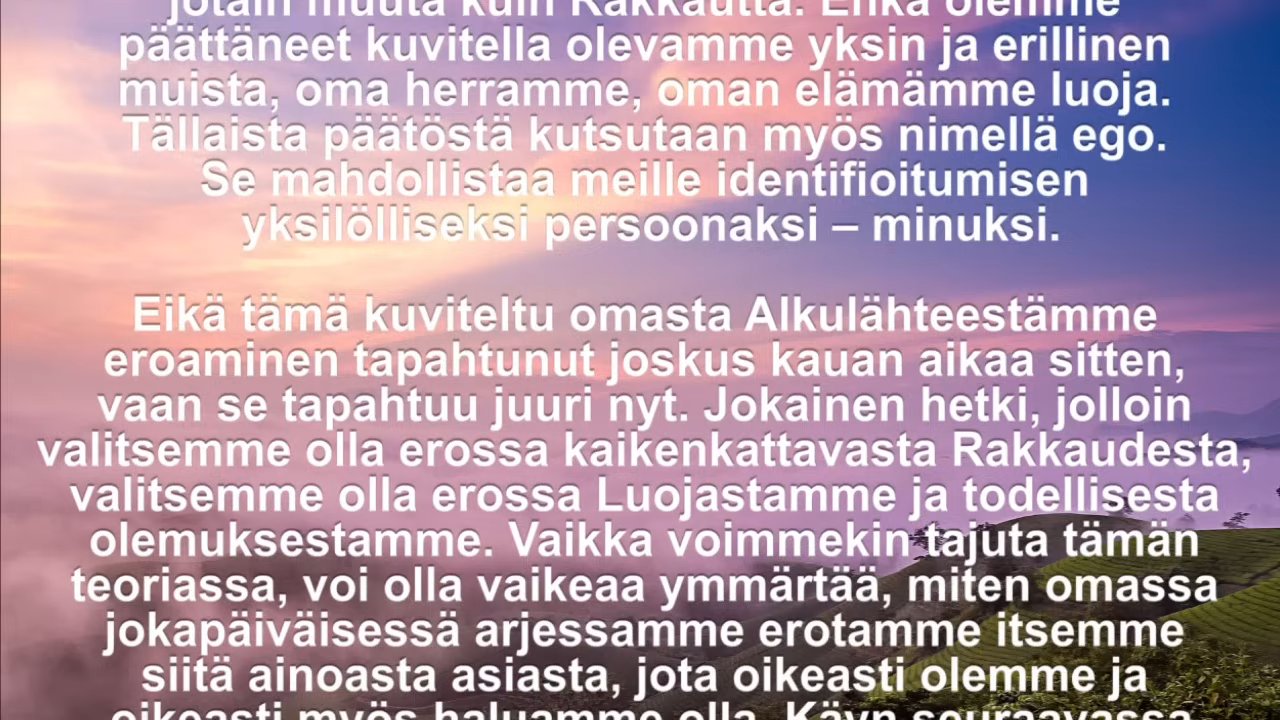 jotain muuta kuin Rakkautta. Ehkä olemme
päättäneet kuvitella olevamme yksin ja erillinen
muista, oma herramme, oman elämämme luoja.
Tällaista päätöstä kutsutaan myös nimellä ego.
Se mahdollistaa meille identifioitumisen
yksilölliseksi persoonaksi – minuksi.
Eikä tämä kuviteltu omasta Alkulähteestämme
eroaminen tapahtunut joskus kauan aikaa sitten,
vaan se tapahtuu juuri nyt. Jokainen hetki, jolloin
valitsemme olla erossa kaikenkattavasta Rakkaudesta,
valitsemme olla erossa Luojastamme ja todellisesta
olemuksestamme. Vaikka voimmekin tajuta tämän
teoriassa, voi olla vaikeaa ymmärtää, miten omassa
jokapäiväisessä arjessamme erotamme itsemme
siitä ainoasta asiasta, jota oikeasti olemme ja
oikeasti myös haluamme olla. Käyn seuraavassa